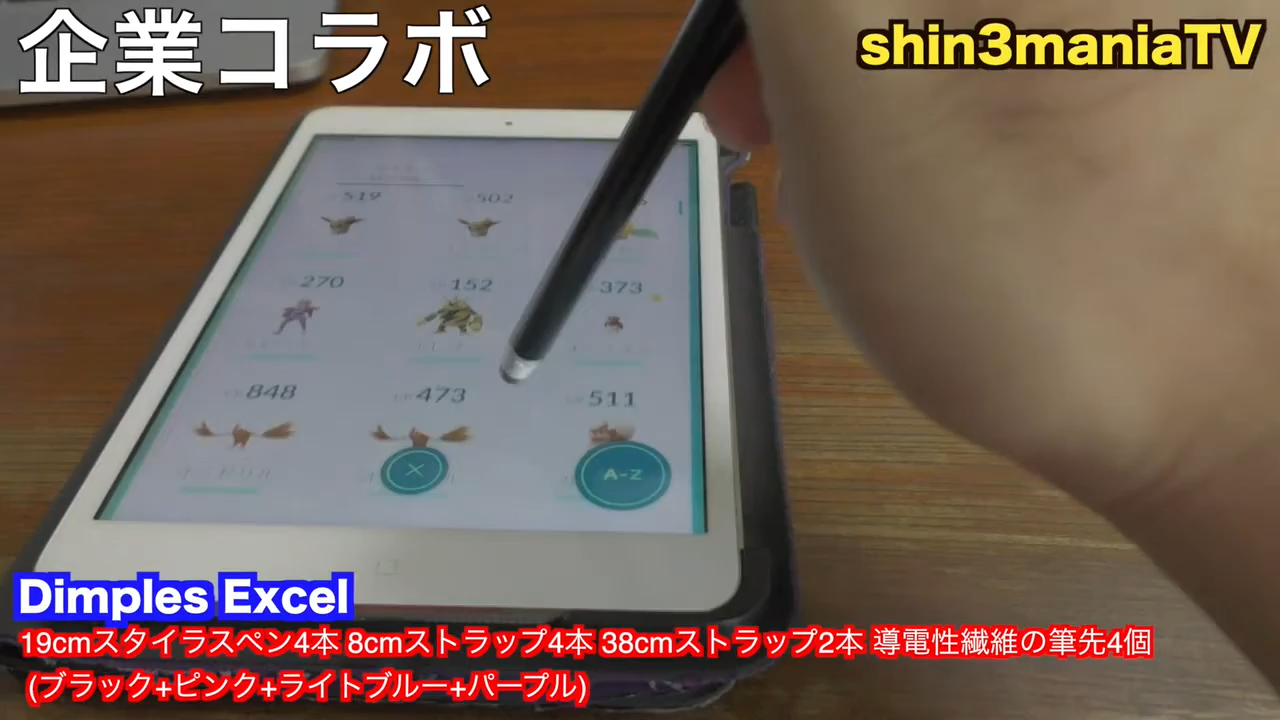 企業コラボ
shin3maniaTV
519
502
270
152
373
848
473
511
A-Z
Dimples Excel
19cmスタイラスペン4本 8cmストラップ4本 38cmストラップ2本 導電性繊維の筆先4個
(ブラック+ピンク+ライトブルー+パープル)